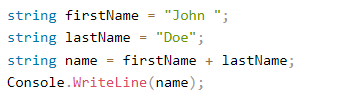 string firstName = "John ";
string lastName = "Doe";
string name = firstName + lastName;
Console.WriteLine(name);